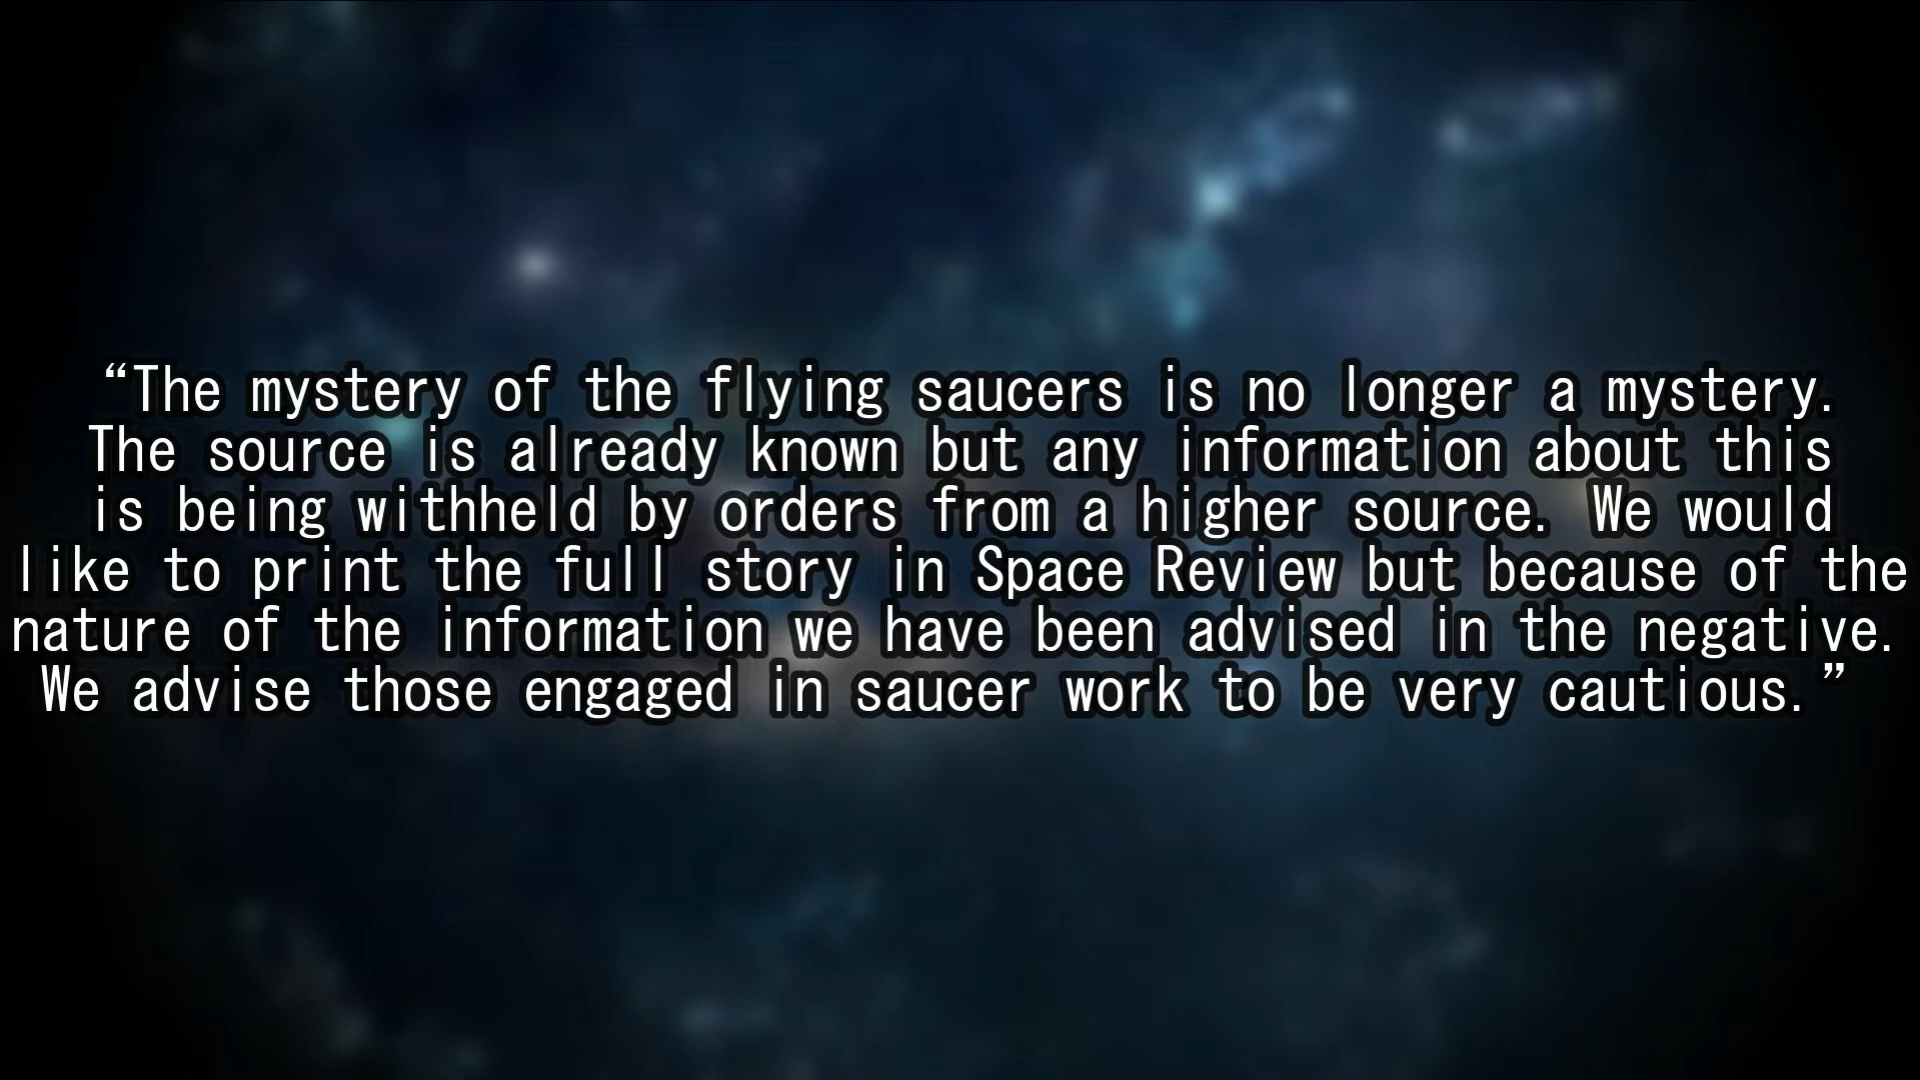 “The mystery of the flying saucers is no longer a mystery.
The source is already known but any information about this
is being withheld by orders from a higher source. We would
like to print the full story in Space Review but because of the
nature of the information we have been advised in the negative.
We advise those engaged in saucer work to be very cautious.”